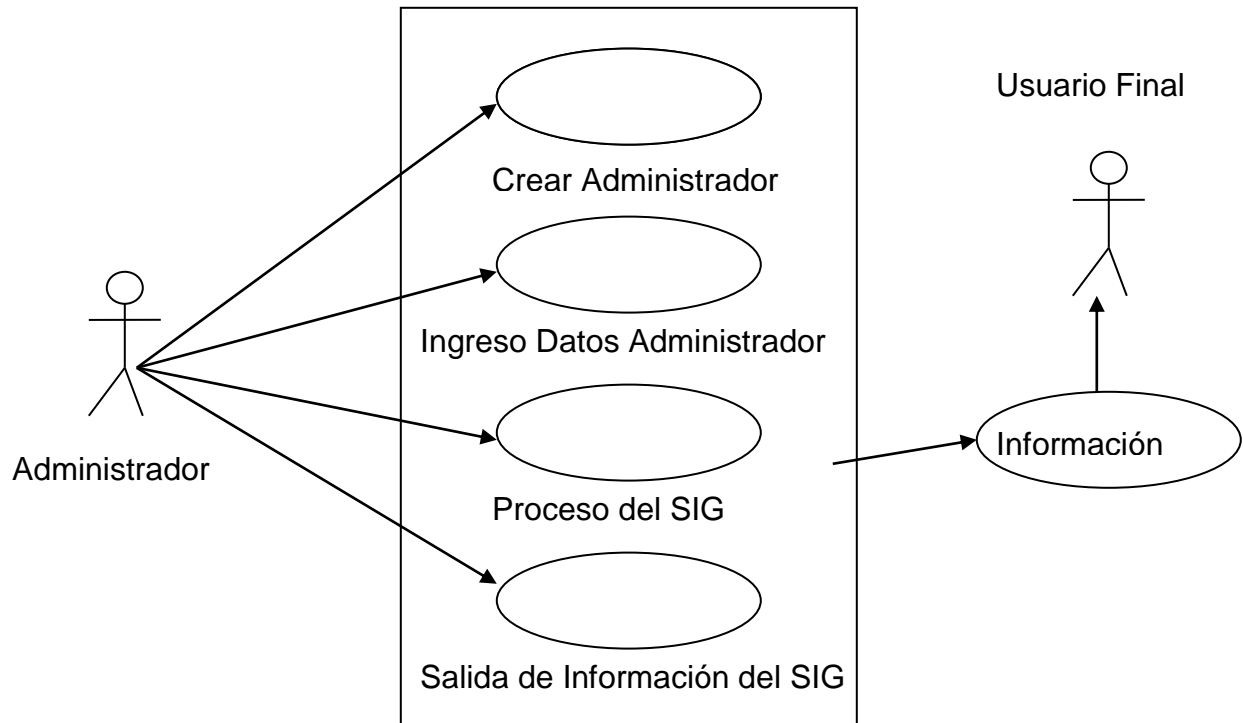 Usuario Final
Crear Administrador
Ingreso Datos Administrador
Administrador
Información
Proceso del SIG
Salida de Información del SIG